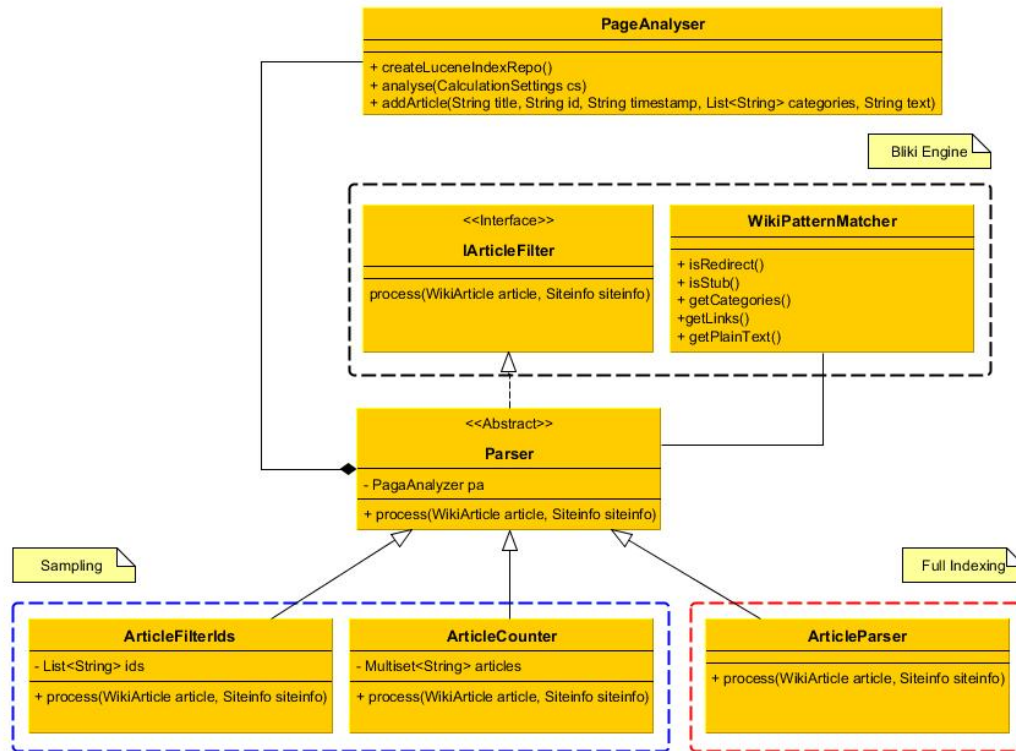 PageAnalyser
+ createLuceneIndexRepo()
+ analyse(CalculationSettings cs)
+ addArticle(String title, String id, String timestamp, List<String> categories, String text)
Bliki Engine
<<Interface>>
IArticleFilter
process(WikiArticle article, Siteinfo siteinfo)
WikiPatternMatcher
+ isRedirect()
+ isStub()
+ getCategories()
+getLinks()
+ getPlainText()
<<Abstract>>
Parser
- PagaAnalyzer pa
+ process(WikiArticle article, Siteinfo siteinfo)
Sampling
Full Indexing
ArticleFilterIds
- List<String> ids
+ process(WikiArticle article, Siteinfo siteinfo)
ArticleCounter
- Multiset<String> articles
+ process(WikiArticle article, Siteinfo siteinfo)
ArticleParser
+ process(WikiArticle article, Siteinfo siteinfo)